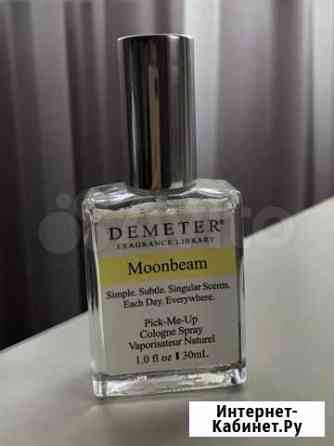 DEMETER®
FRAGRANCE LIBRARY
Moonbeam
Simple. Subtle. Singular Scents.
Each Day. Everywhere.
Pick-Me-Up
Cologne Spray
Vaporisateur Naturel
1.0 fl oz 30mL
Интернет-
Кабинет.Ру